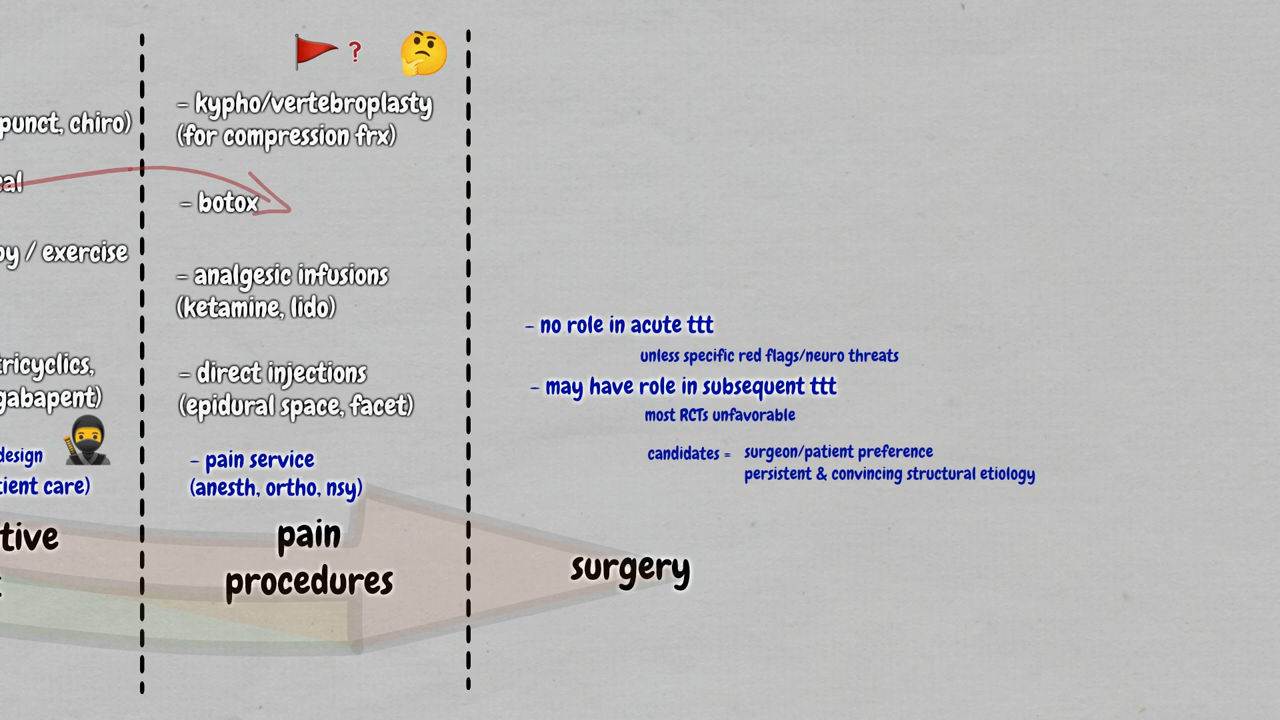 ?
punct, chiro)
al
py / exercise
tricyclics,
gabapent)
design
tient care)
tive
- kypho/vertebroplasty
(for compression frx)
- botox
- analgesic infusions
(ketamine, lido)
- direct injections
(epidural space, facet)
- pain service
(anesth, ortho, nsy)
pain
procedures
- no role in acute ttt
unless specific red flags/neuro threats
- may have role in subsequent ttt
most RCTs unfavorable
candidates = surgeon/patient preference
persistent & convincing structural etiology
surgery